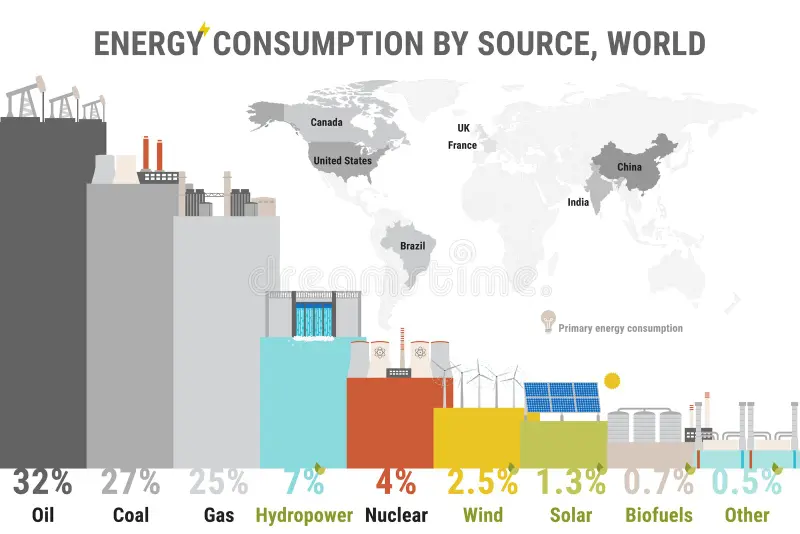 ENERGY CONSUMPTION BY SOURCE, WORLD
Canada
United States
UK
France
China
India
Brazil
dreamstime
Primary energy consumption
32% 27% 25% 7% 4% 2.5% 1.3% 0.7% 0.5%
Oil Coal Gas Hydropower Nuclear Wind Solar Biofuels Other